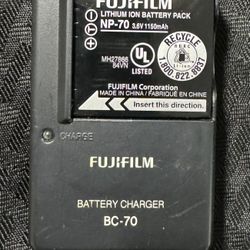 FUJIFILM
LITHIUM ION BATTERY PACK
NP-70 3.6V 1150mAh
MH27866
84VN
UL
LISTED
RECYCLE
1.800.822.8837
FUJIFILM Corporation
MADE IN CHINA / FABRIQUÉ EN CHINE
Insert this direction.
CHARGE
FUJIFILM
BATTERY CHARGER
BC-70